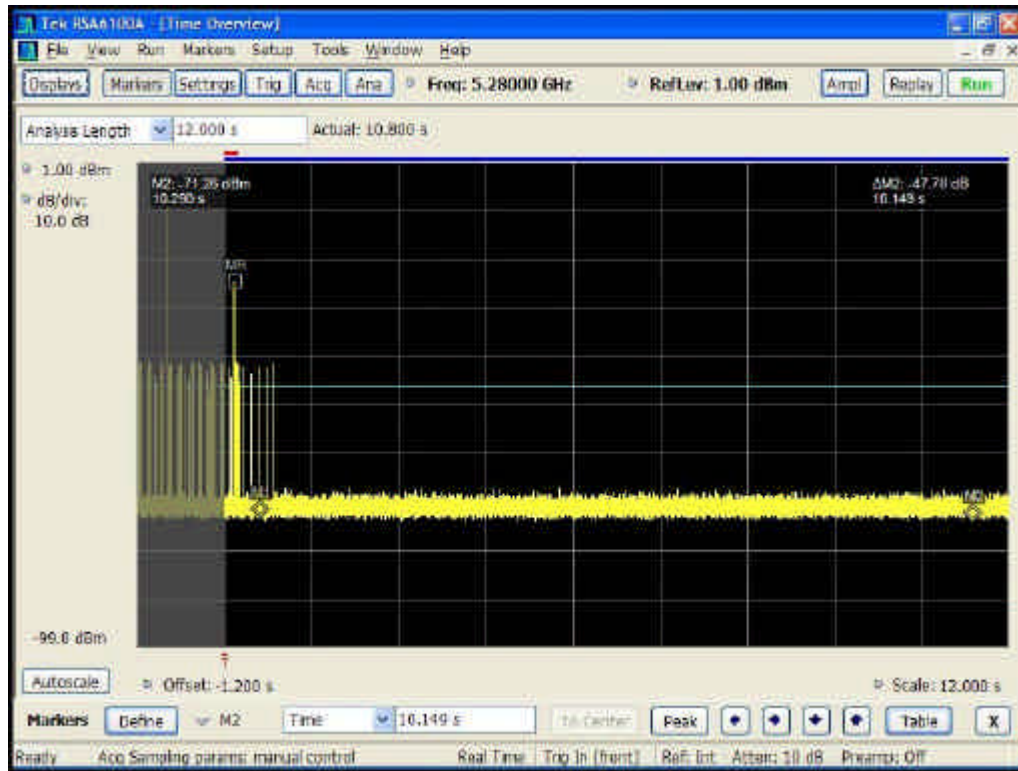 Tek RSA6100A - [Time Overview]
File View Run Markers Setup Tools Window Help
Displays Markers Settings Trig Acq Ana Freq: 5.28000 GHz RefLev: 1.00 dBm Ampl Replay Run
Analysis Length 12.000 s Actual: 10.800 s
1.00 dBm
dB/div:
10.0 dB
M2: -71.26 dBm
10.290 s
ΔM2: -47.78 dB
10.149 s
MR
M1
M2
-99.0 dBm
Autoscale Offset: -1.200 s Scale: 12.000 s
Markers Define M2 Time 10.149 s To Center Peak Table X
Ready Acq Sampling params: manual control Real Time Trig In (front) Ref: Int Atten: 10 dB Preamp: Off